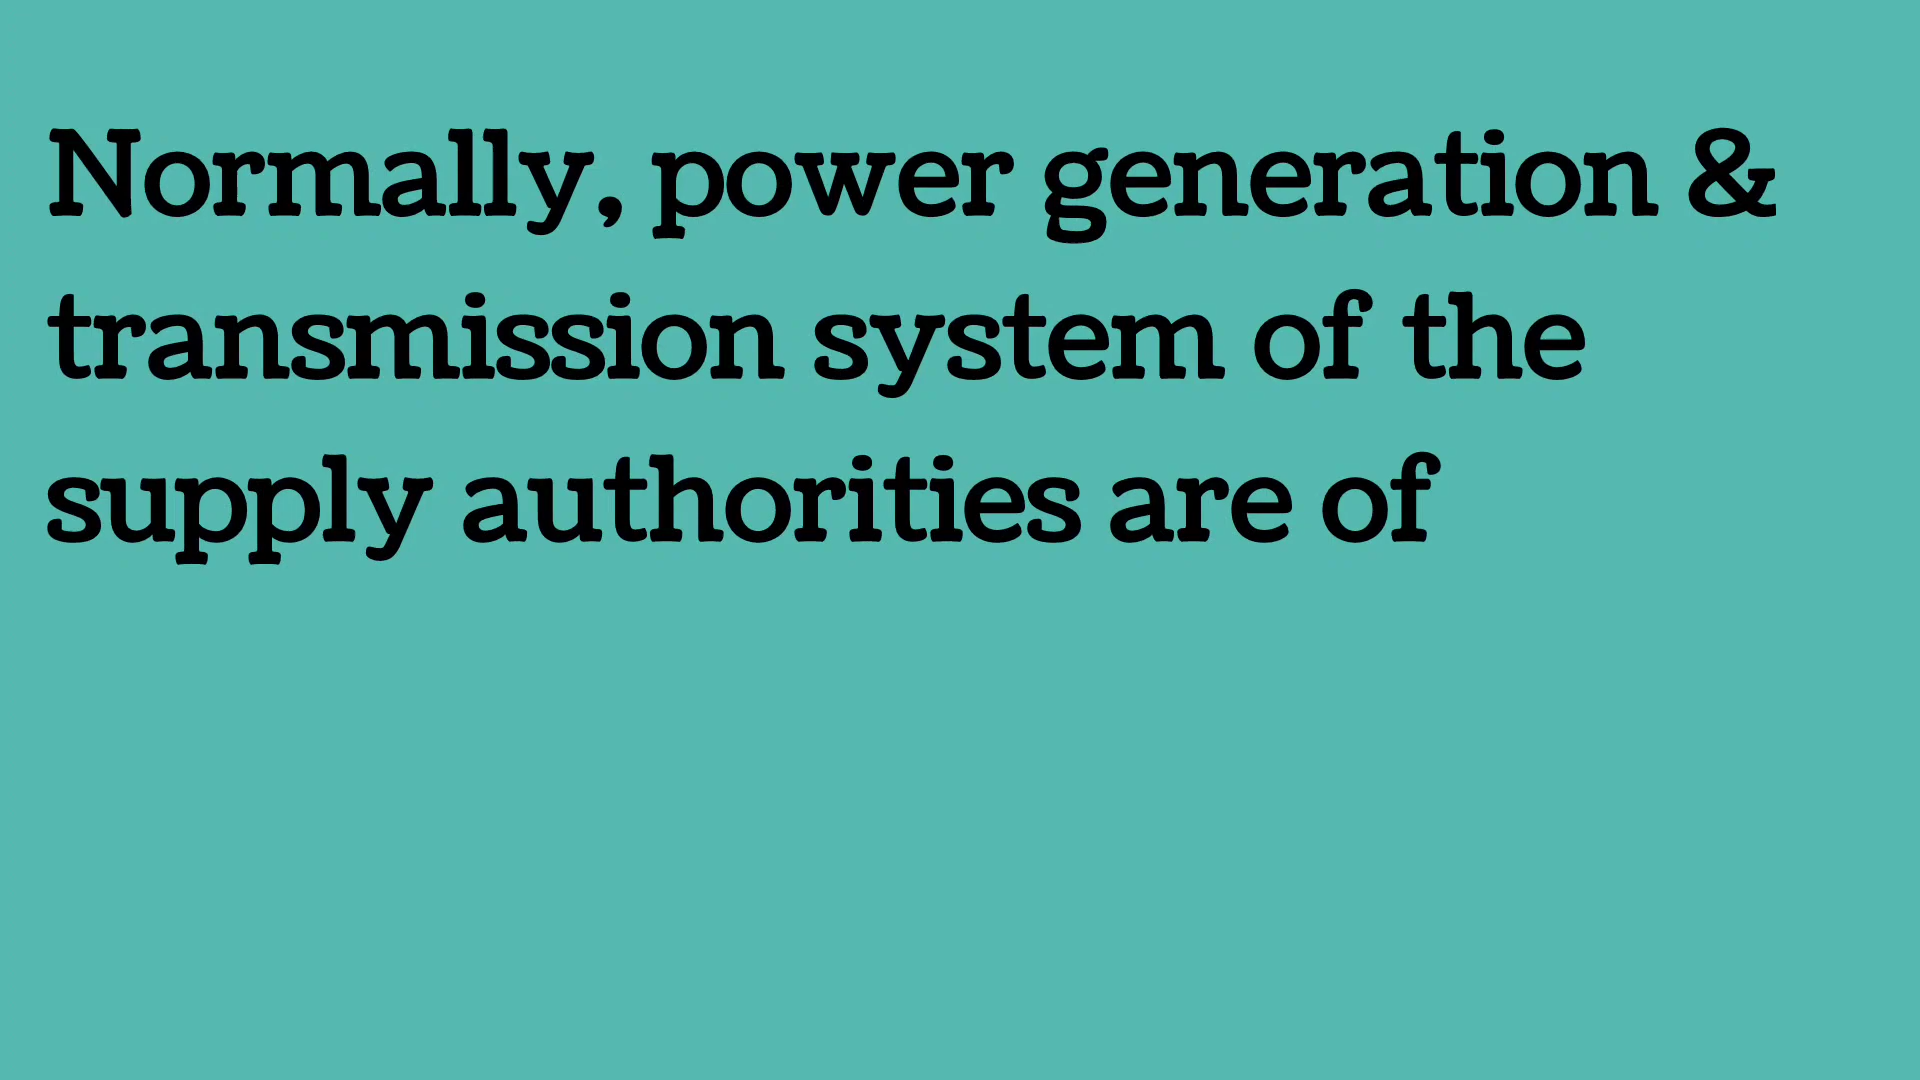 Normally, power generation &
transmission system of the
supply authorities are of